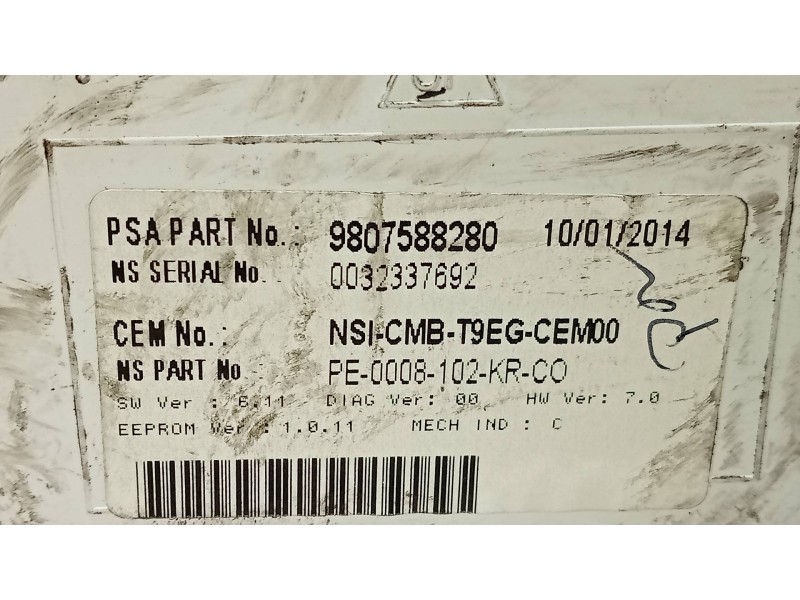 PSA PART No.: 9807588280 10/01/2014
NS SERIAL No. 0032337692
CEM No.: NSI-CMB-T9EG-CEM00
NS PART No PE-0008-102-KR-CO
SW Ver : 6.11 DIAG Ver: 00 HW Ver: 7.0
EEPROM Ver : 1.0.11 MECH IND : C